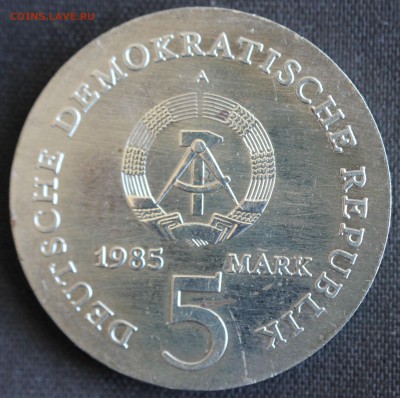 COINS.LAVE.RU
DEUTSCHE DEMOKRATISCHE REPUBLIK
A
1985 MARK
5